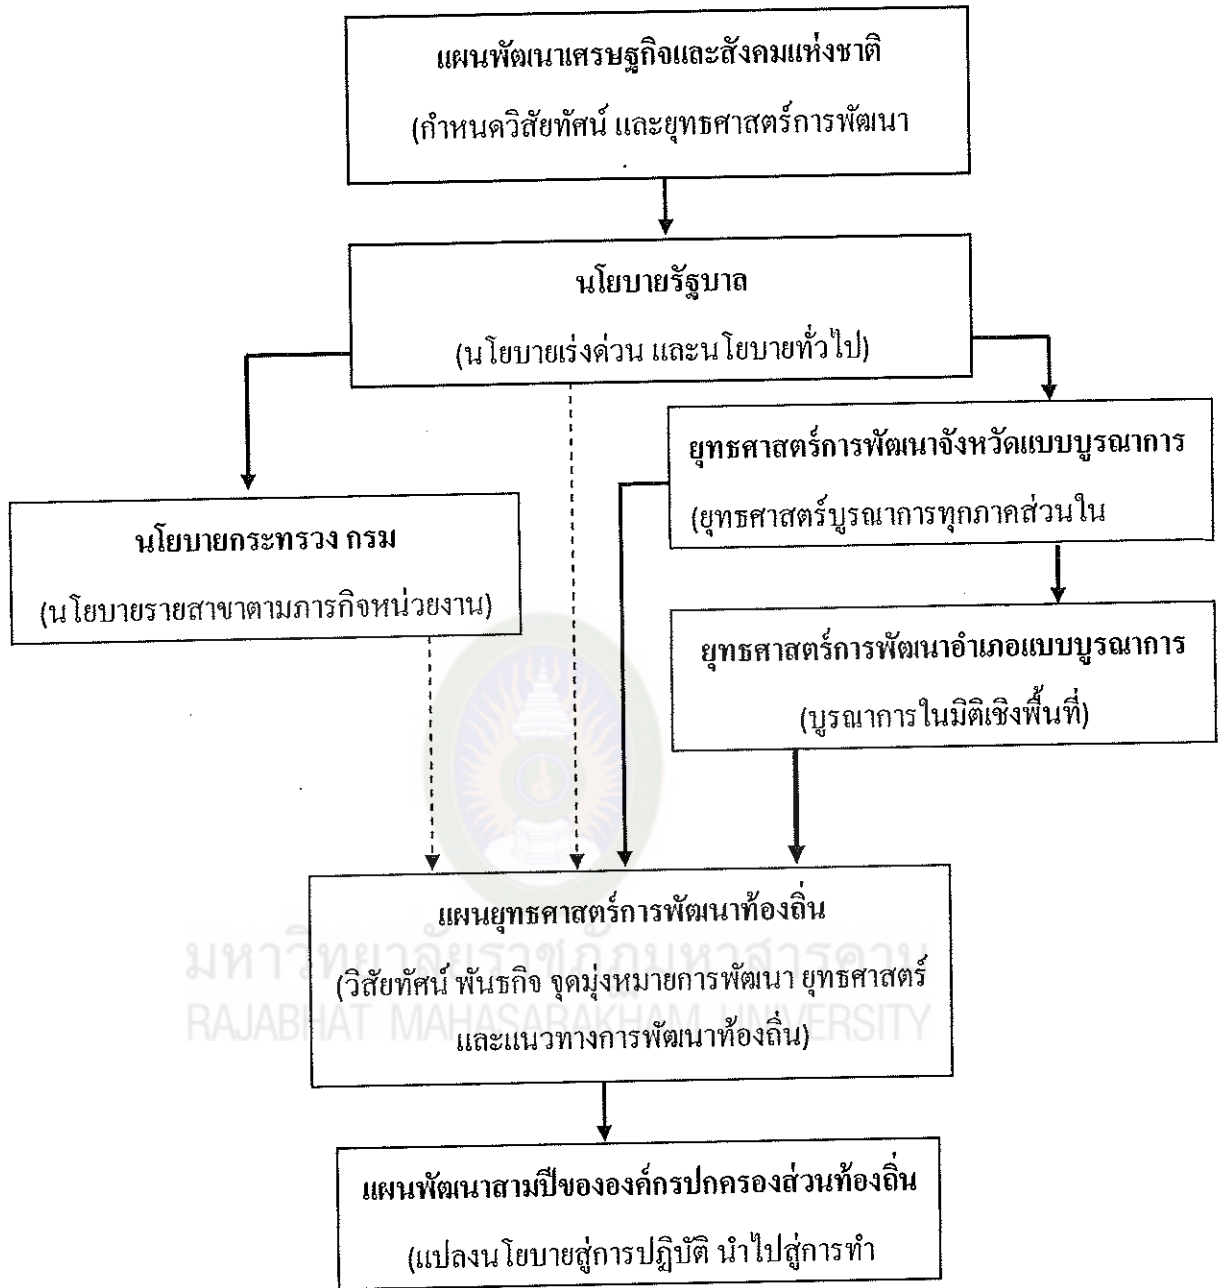 แผนพัฒนาเศรษฐกิจและสังคมแห่งชาติ
(กำหนดวิสัยทัศน์ และยุทธศาสตร์การพัฒนา
นโยบายรัฐบาล
(นโยบายเร่งด่วน และนโยบายทั่วไป)
ยุทธศาสตร์การพัฒนาจังหวัดแบบบูรณาการ
(ยุทธศาสตร์บูรณาการทุกภาคส่วนใน
นโยบายกระทรวง กรม
(นโยบายรายสาขาตามภารกิจหน่วยงาน)
ยุทธศาสตร์การพัฒนาอำเภอแบบบูรณาการ
(บูรณาการในมิติเชิงพื้นที่)
แผนยุทธศาสตร์การพัฒนาท้องถิ่น
(วิสัยทัศน์ พันธกิจ จุดมุ่งหมายการพัฒนา ยุทธศาสตร์
และแนวทางการพัฒนาท้องถิ่น)
มหาวิทยาลัยราชภัฏมหาสารคาม
RAJABHAT MAHASARAKHAM UNIVERSITY
แผนพัฒนาสามปีขององค์กรปกครองส่วนท้องถิ่น
(แปลงนโยบายสู่การปฏิบัติ นำไปสู่การทำ